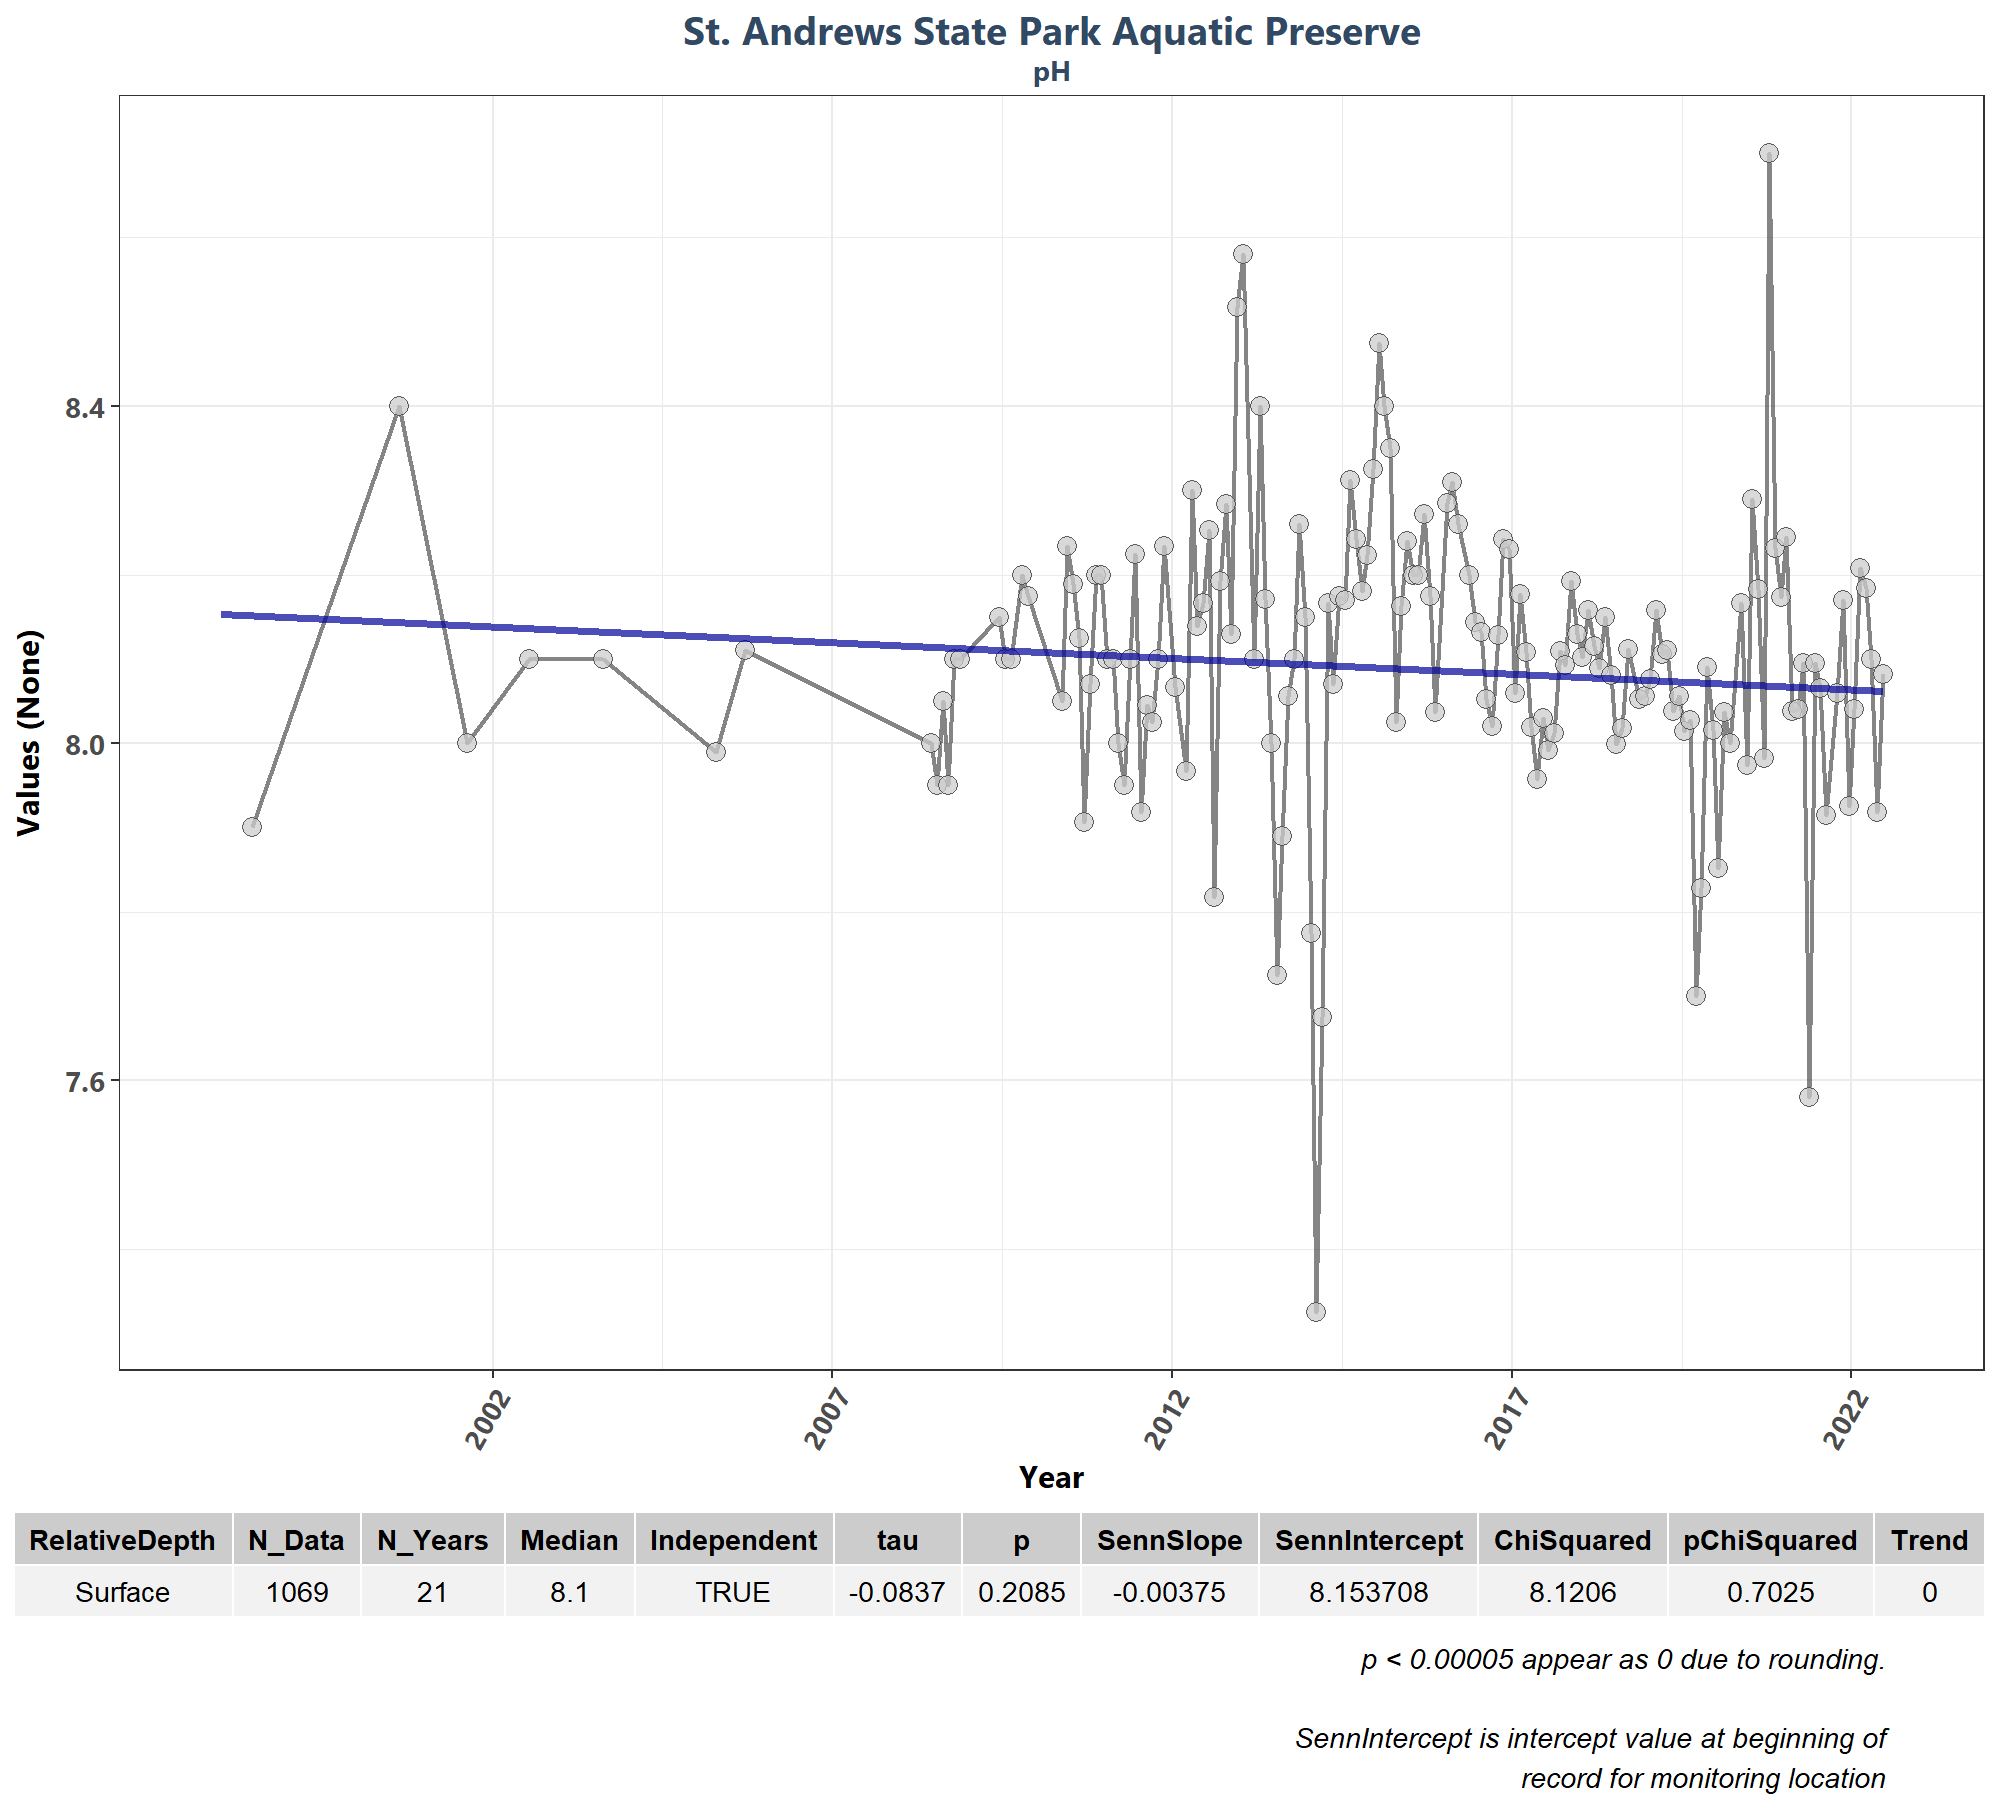 St. Andrews State Park Aquatic Preserve
pH
Values (None)
8.4
8.0
7.6
2002 2007 2012 2017 2022
Year
RelativeDepth N_Data N_Years Median Independent tau p SennSlope SennIntercept ChiSquared pChiSquared Trend
Surface 1069 21 8.1 TRUE -0.0837 0.2085 -0.00375 8.153708 8.1206 0.7025 0
p < 0.00005 appear as 0 due to rounding.
SennIntercept is intercept value at beginning of
record for monitoring location